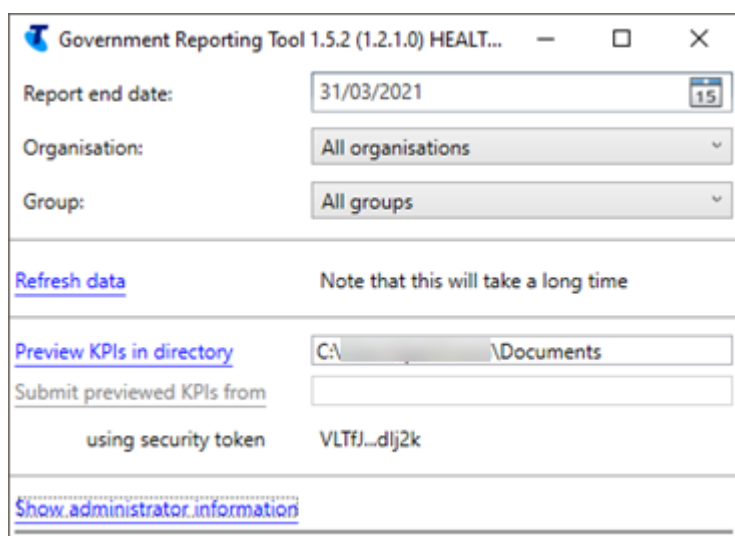 Government Reporting Tool 1.5.2 (1.2.1.0) HEALT...
Report end date: 31/03/2021 15
Organisation: All organisations
Group: All groups
Refresh data Note that this will take a long time
Preview KPIs in directory C:\ \Documents
Submit previewed KPIs from
using security token VLTfJ...dIj2k
Show administrator information